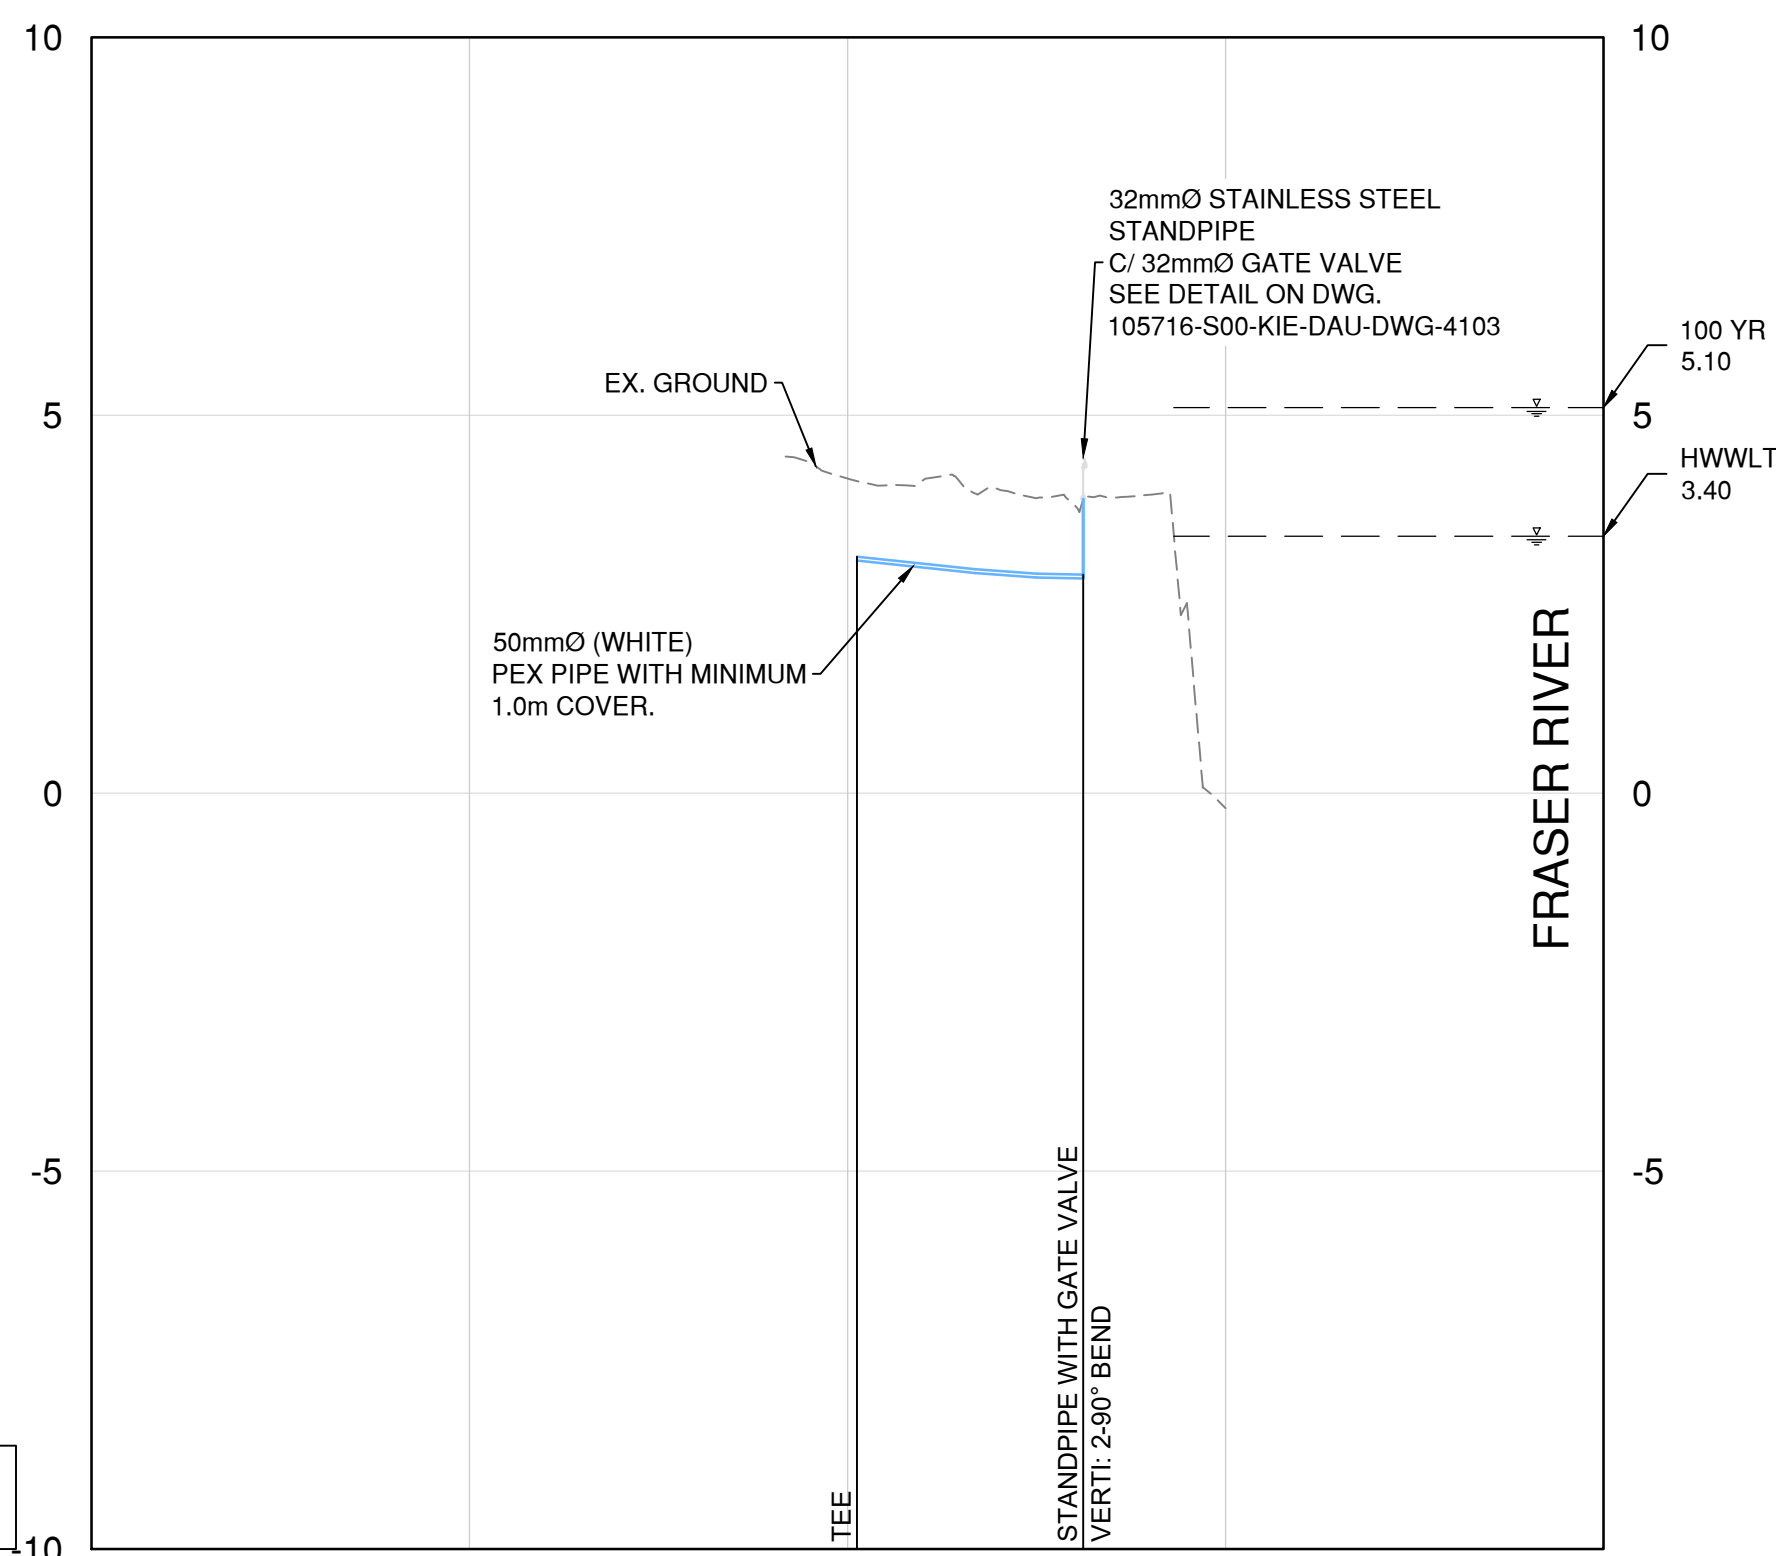 10
10
32mmØ STAINLESS STEEL
STANDPIPE
C/ 32mmØ GATE VALVE
SEE DETAIL ON DWG.
105716-S00-KIE-DAU-DWG-4103
100 YR
5.10
EX. GROUND
5
5
HWWLT
3.40
50mmØ (WHITE)
PEX PIPE WITH MINIMUM
1.0m COVER.
FRASER RIVER
0
0
-5
-5
STANDPIPE WITH GATE VALVE
VERTI: 2-90° BEND
TEE
-10